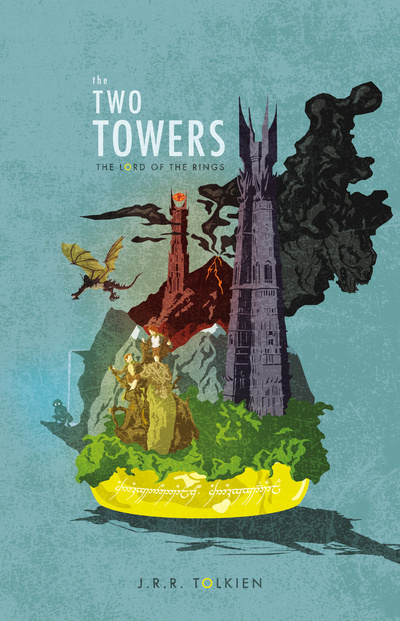 the
TWO
TOWERS
THE LORD OF THE RINGS
J.R.R. TOLKIEN